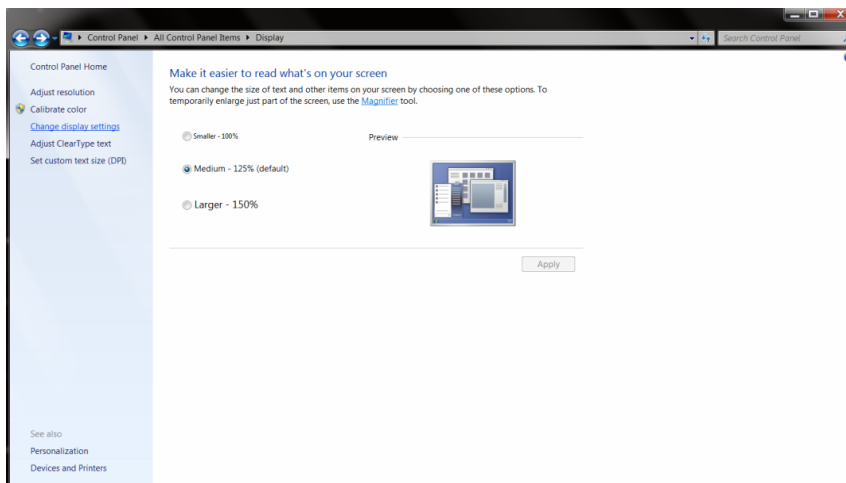 Control Panel ▸ All Control Panel Items ▸ Display
Search Control Panel
Control Panel Home
Adjust resolution
Calibrate color
Change display settings
Adjust ClearType text
Set custom text size (DPI)
See also
Personalization
Devices and Printers
Make it easier to read what's on your screen
You can change the size of text and other items on your screen by choosing one of these options. To
temporarily enlarge just part of the screen, use the Magnifier tool.
Smaller - 100%
Preview
Medium - 125% (default)
Larger - 150%
Apply